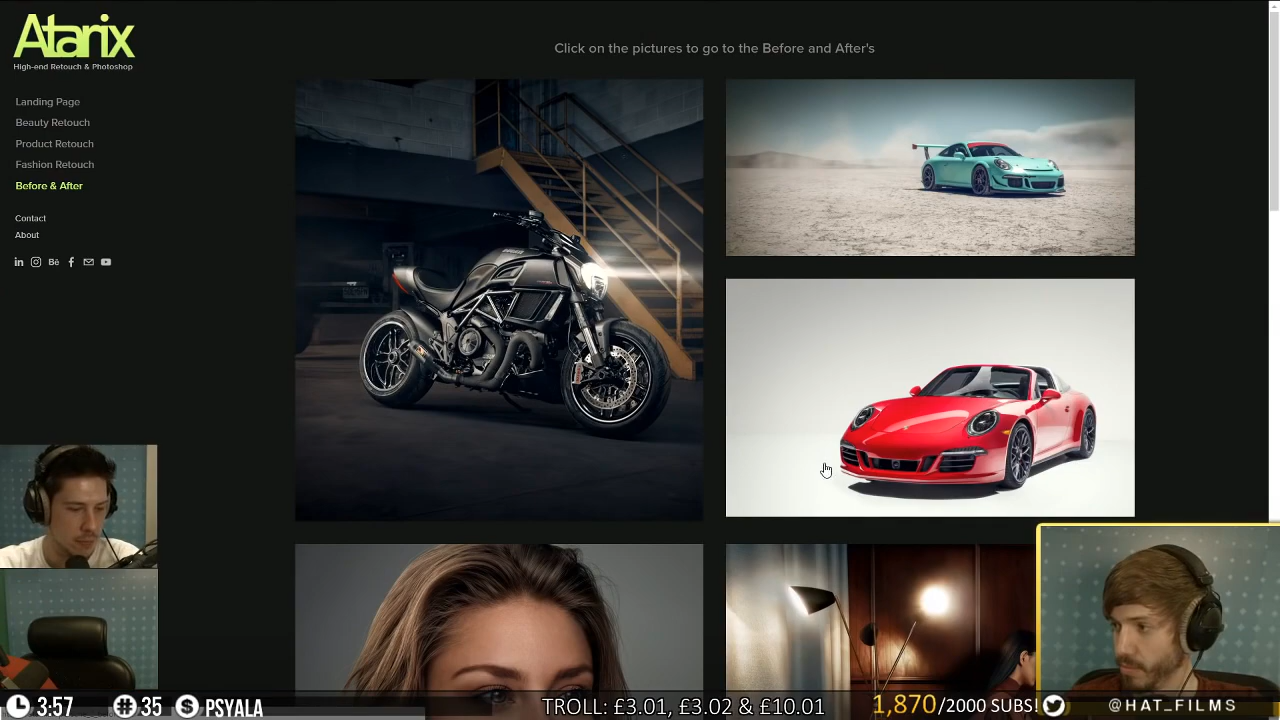 Atarix
High-end Retouch & Photoshop
Landing Page
Beauty Retouch
Product Retouch
Fashion Retouch
Before & After
Contact
About
Click on the pictures to go to the Before and After's
3:57
# 35
$ PSYALA
TROLL: £3.01, £3.02 & £10.01
1,870/2000 SUBS!
@HAT_FILMS